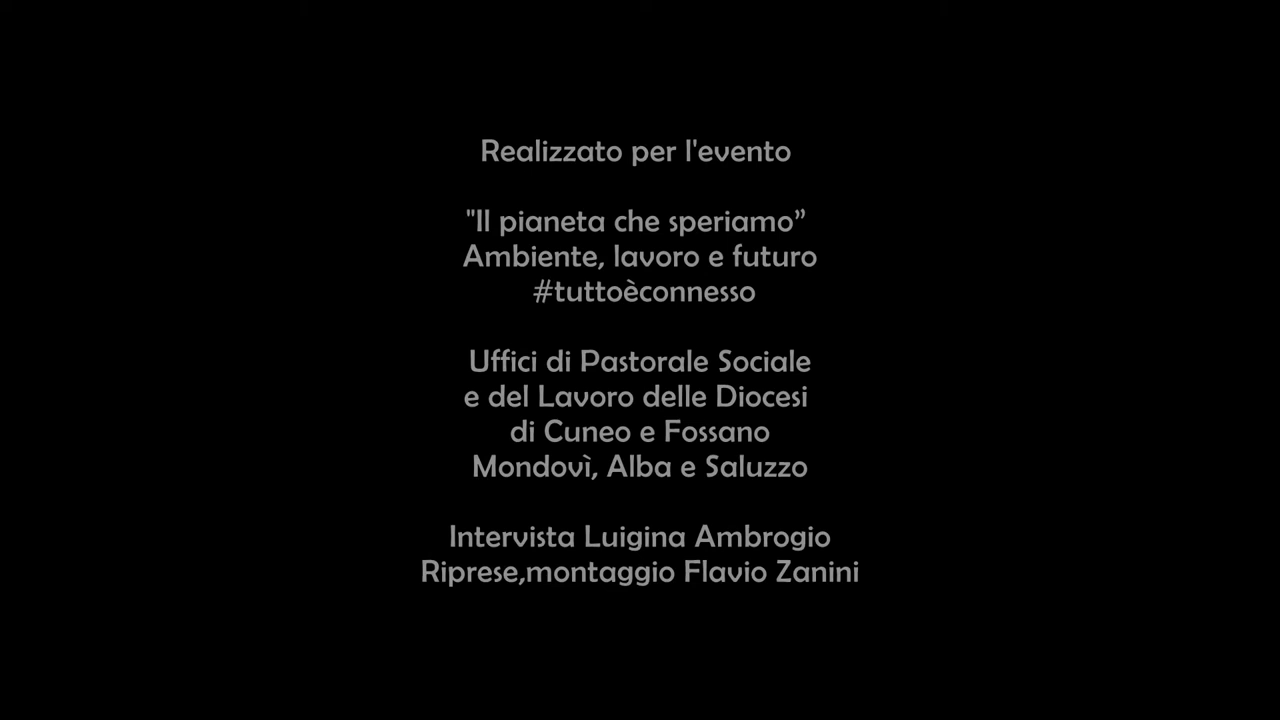 Realizzato per l'evento
"Il pianeta che speriamo”
Ambiente, lavoro e futuro
#tuttoèconnesso
Uffici di Pastorale Sociale
e del Lavoro delle Diocesi
di Cuneo e Fossano
Mondovì, Alba e Saluzzo
Intervista Luigina Ambrogio
Riprese,montaggio Flavio Zanini